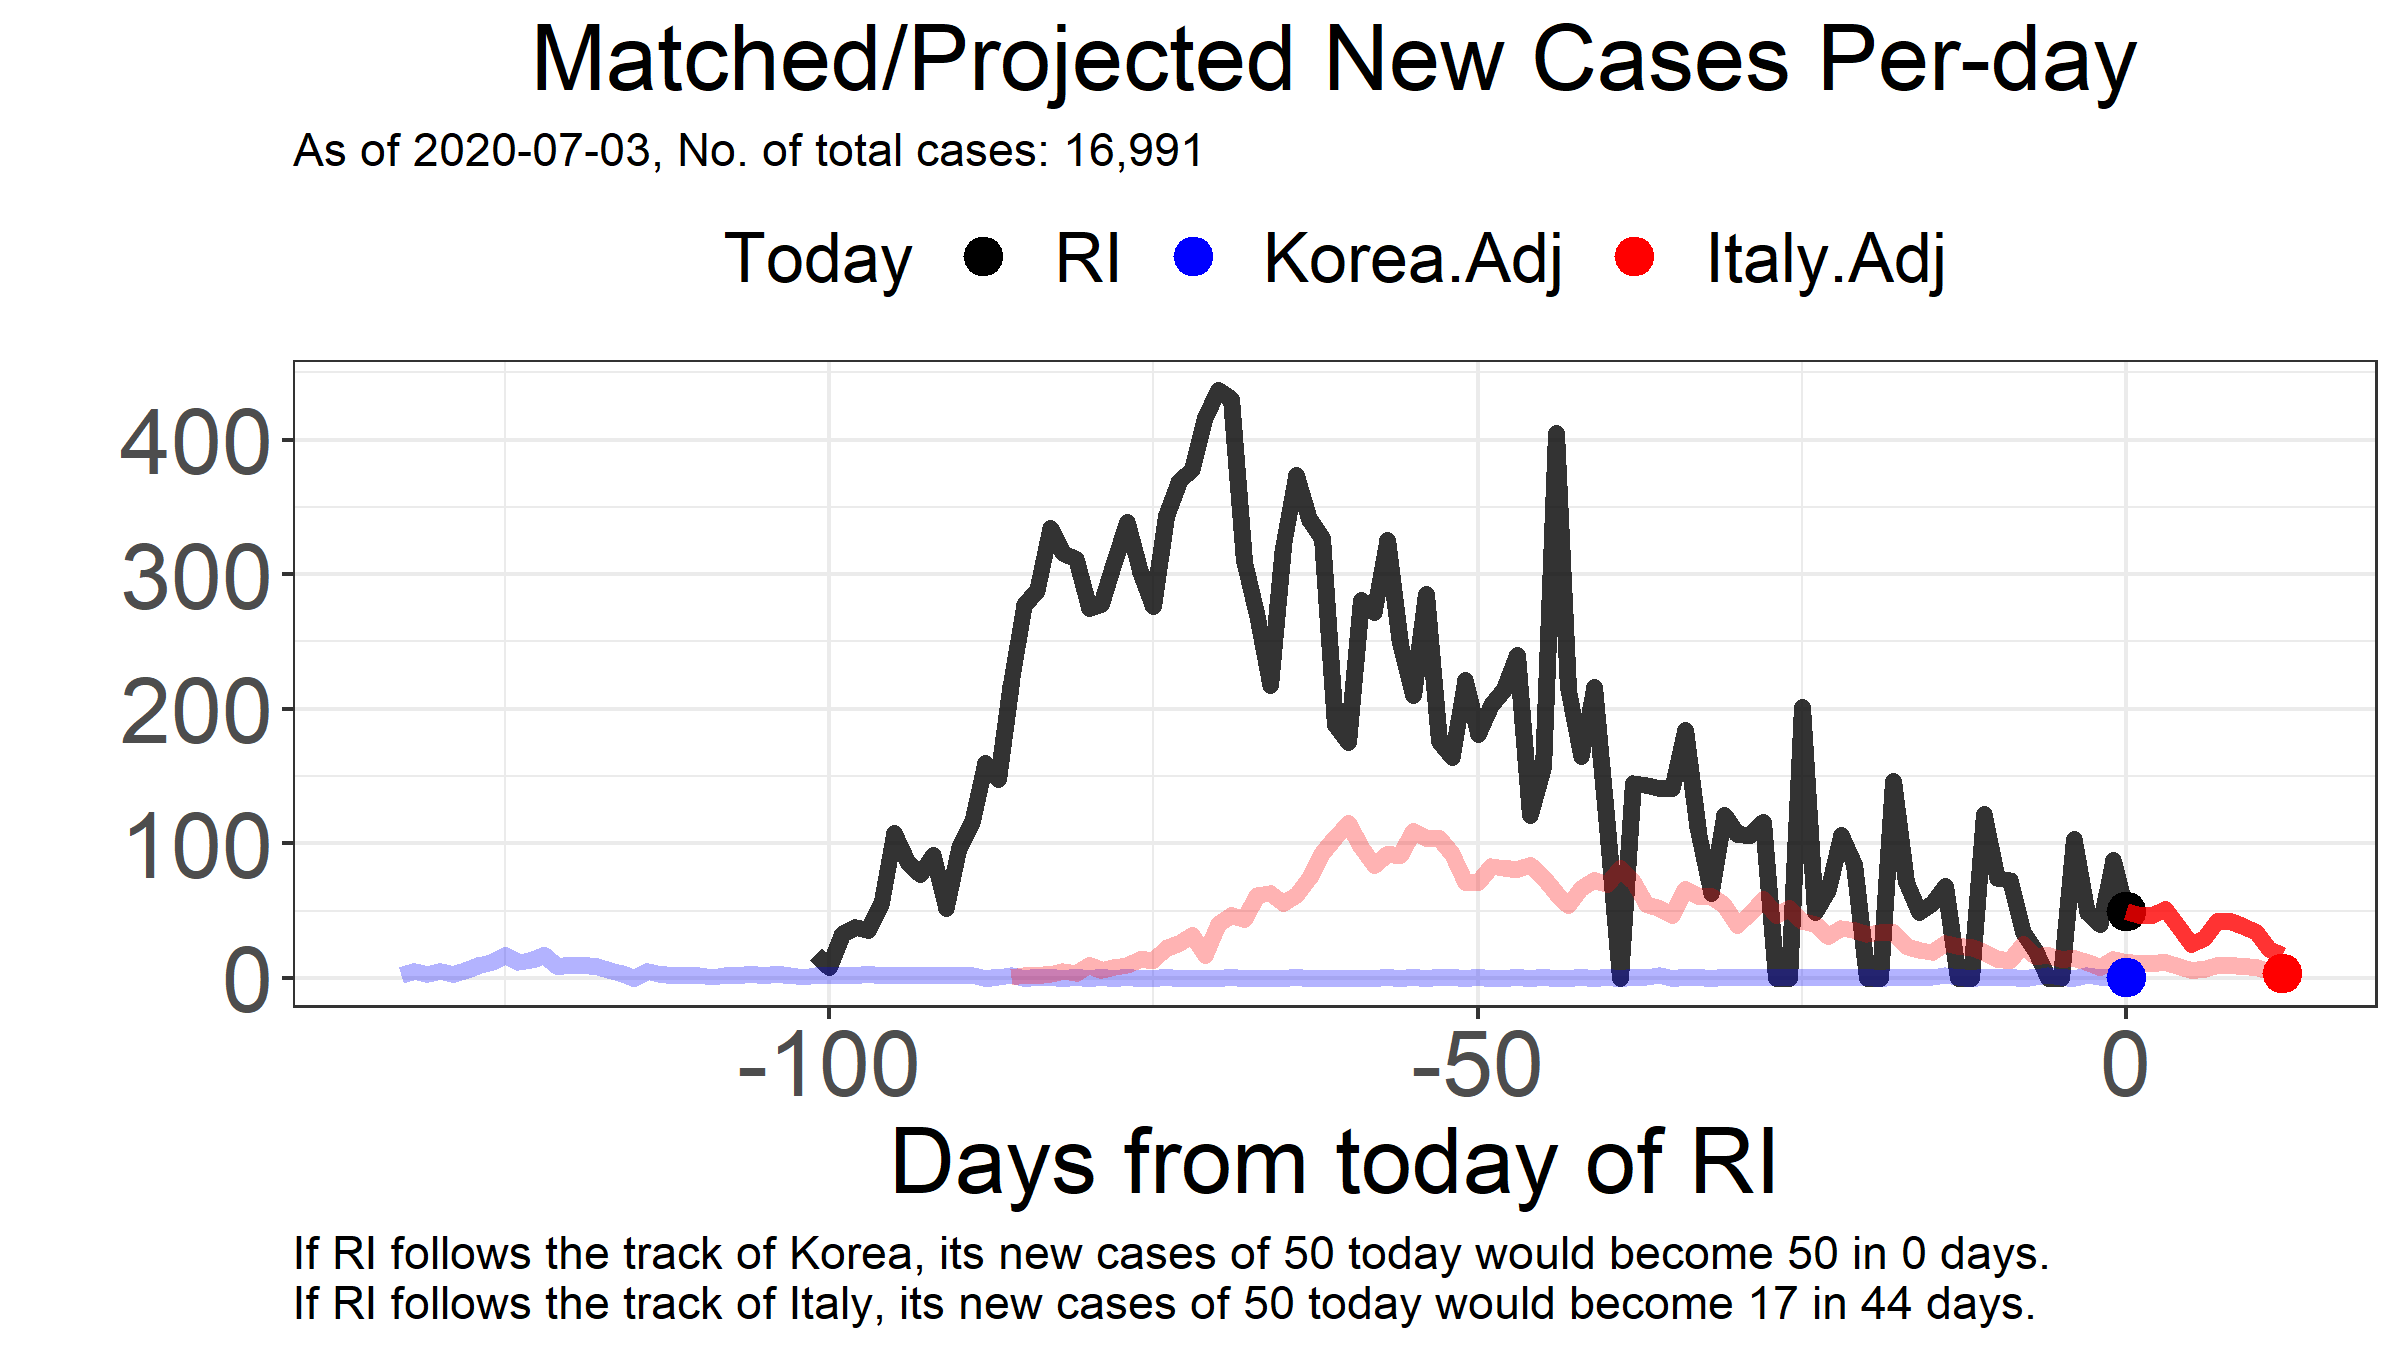 Matched/Projected New Cases Per-day
As of 2020-07-03, No. of total cases: 16,991
Today RI Korea.Adj Italy.Adj
400
300
200
100
0
-100 -50 0
Days from today of RI
If RI follows the track of Korea, its new cases of 50 today would become 50 in 0 days.
If RI follows the track of Italy, its new cases of 50 today would become 17 in 44 days.